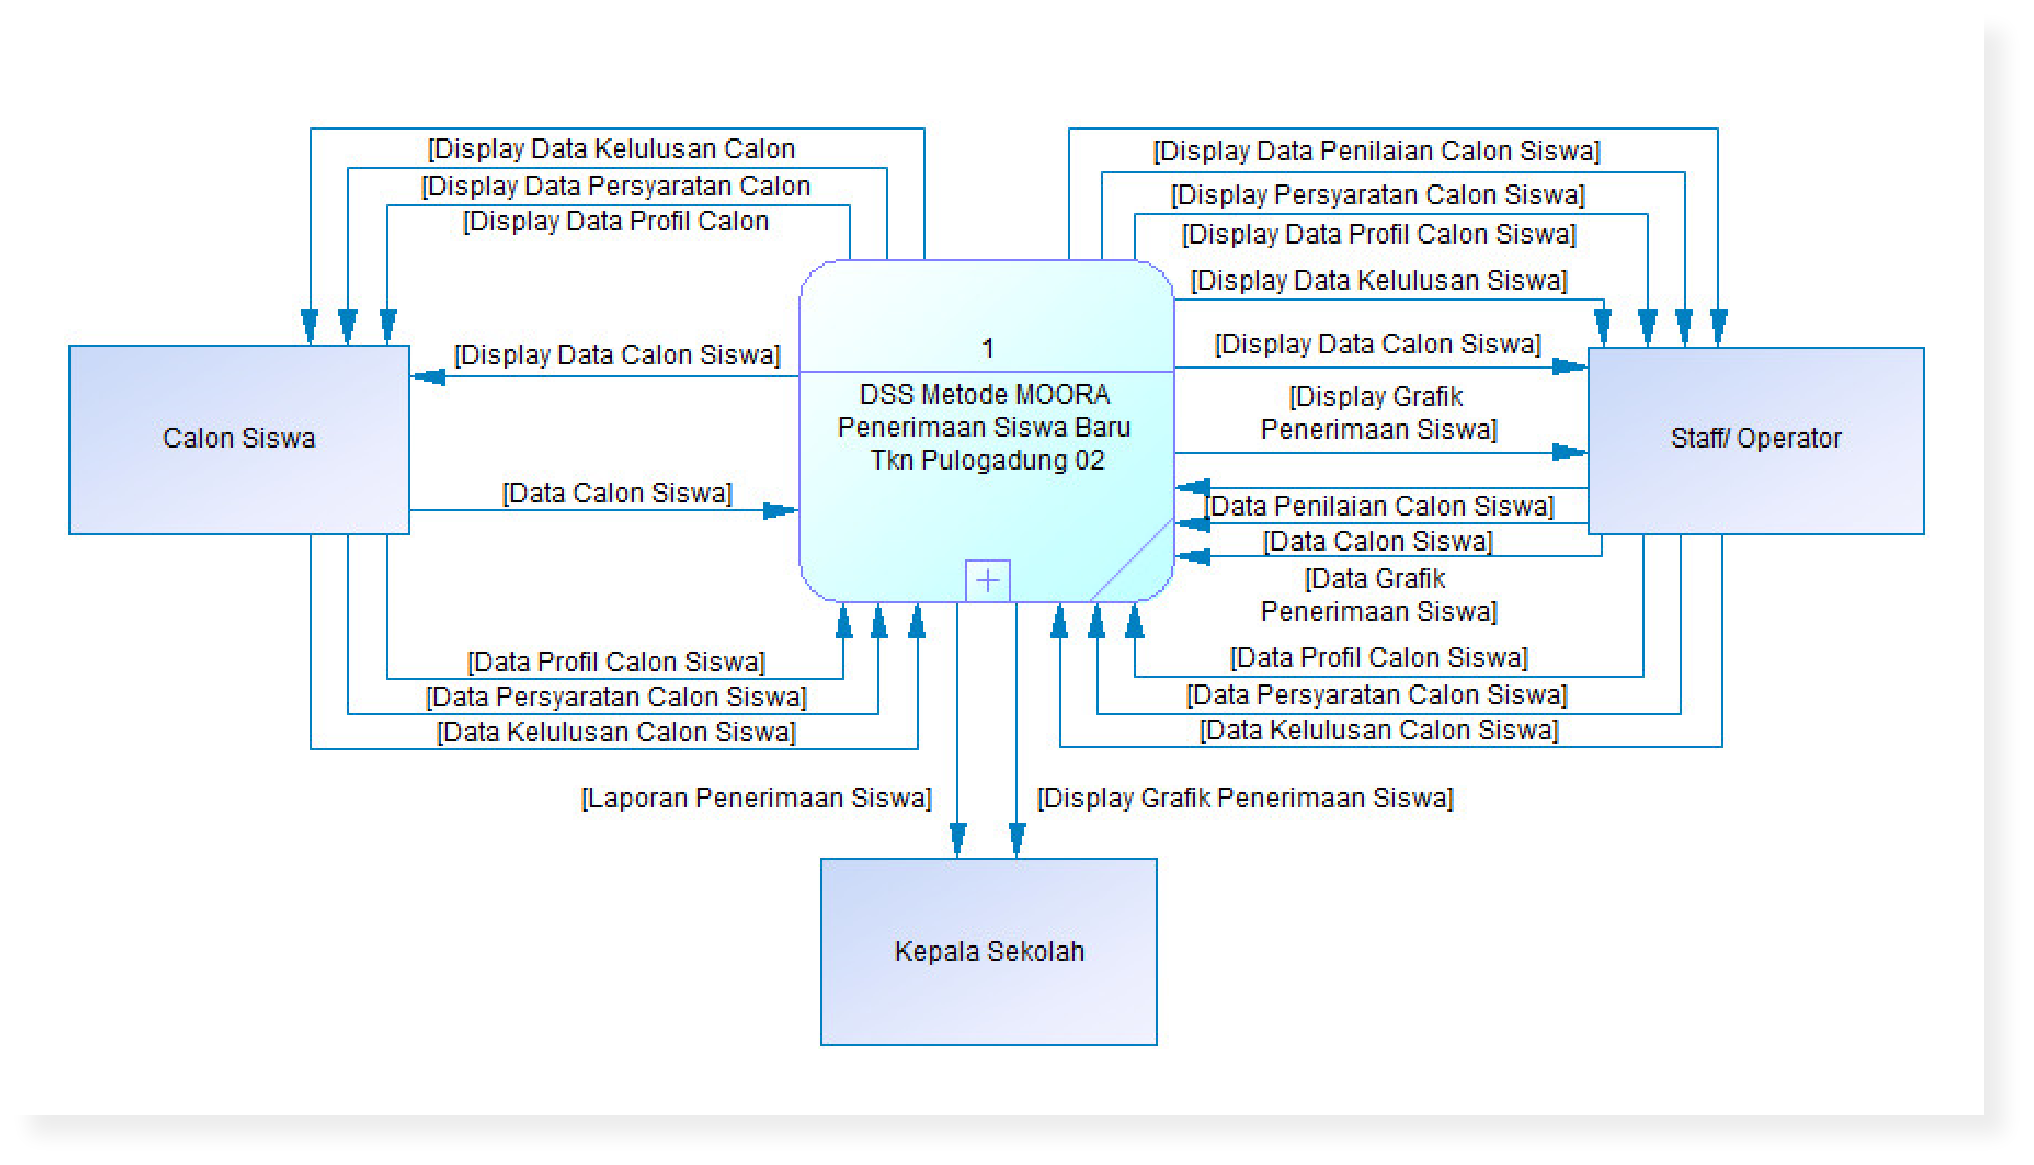 [Display Data Kelulusan Calon
[Display Data Persyaratan Calon
[Display Data Profil Calon
[Display Data Penilaian Calon Siswa]
[Display Persyaratan Calon Siswa]
[Display Data Profil Calon Siswa]
[Display Data Kelulusan Siswa]
[Display Data Calon Siswa]
1
[Display Data Calon Siswa]
Calon Siswa
DSS Metode MOORA
Penerimaan Siswa Baru
Tkn Pulogadung 02
[Display Grafik
Penerimaan Siswa]
Staff/ Operator
[Data Calon Siswa]
[Data Penilaian Calon Siswa]
[Data Calon Siswa]
[Data Grafik
Penerimaan Siswa]
[Data Profil Calon Siswa]
[Data Persyaratan Calon Siswa]
[Data Kelulusan Calon Siswa]
[Data Profil Calon Siswa]
[Data Persyaratan Calon Siswa]
[Data Kelulusan Calon Siswa]
[Laporan Penerimaan Siswa]
[Display Grafik Penerimaan Siswa]
Kepala Sekolah